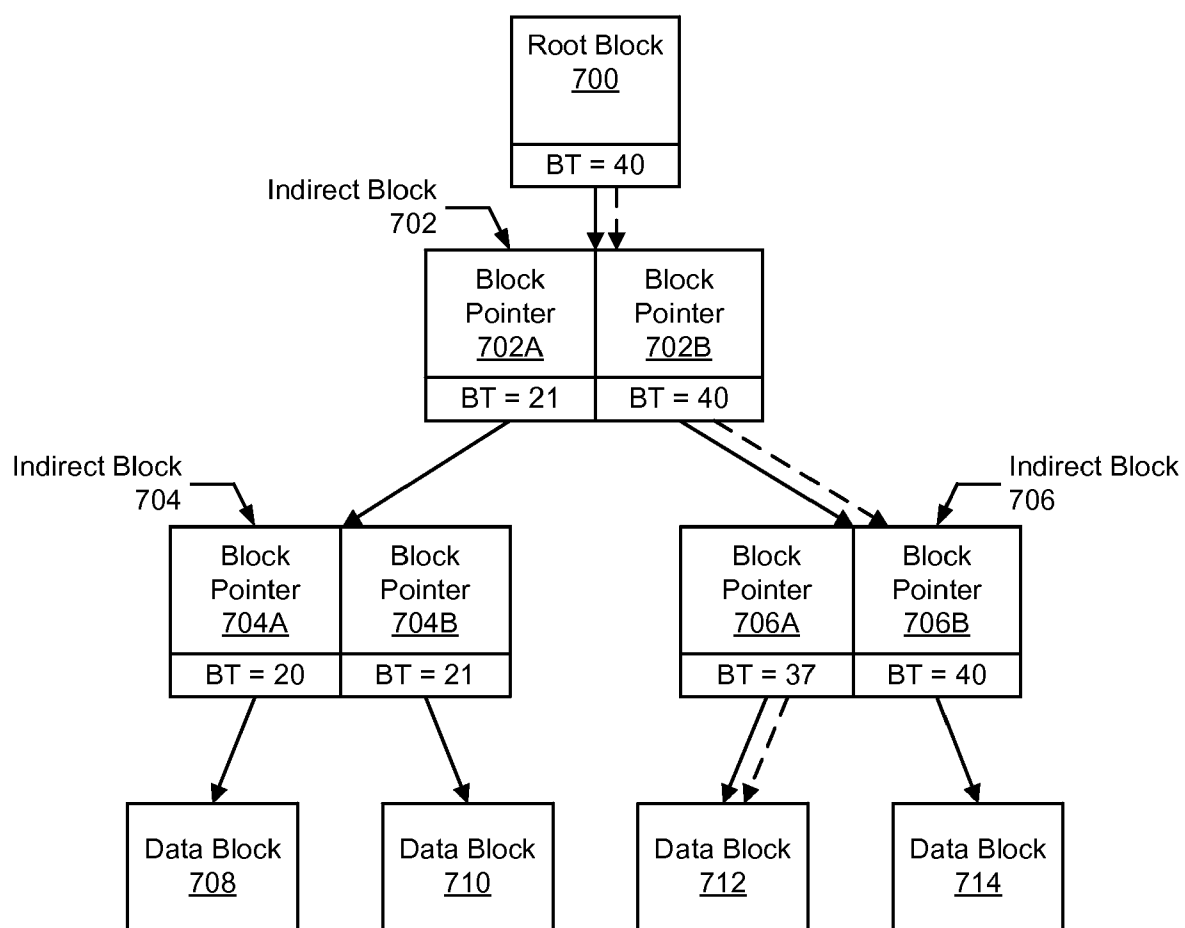 Root Block
700
BT = 40
Indirect Block
702
Block
Pointer
702A
Block
Pointer
702B
BT = 21
BT = 40
Indirect Block
704
Indirect Block
706
Block
Pointer
704A
Block
Pointer
704B
Block
Pointer
706A
Block
Pointer
706B
BT = 20
BT = 21
BT = 37
BT = 40
Data Block
708
Data Block
710
Data Block
712
Data Block
714